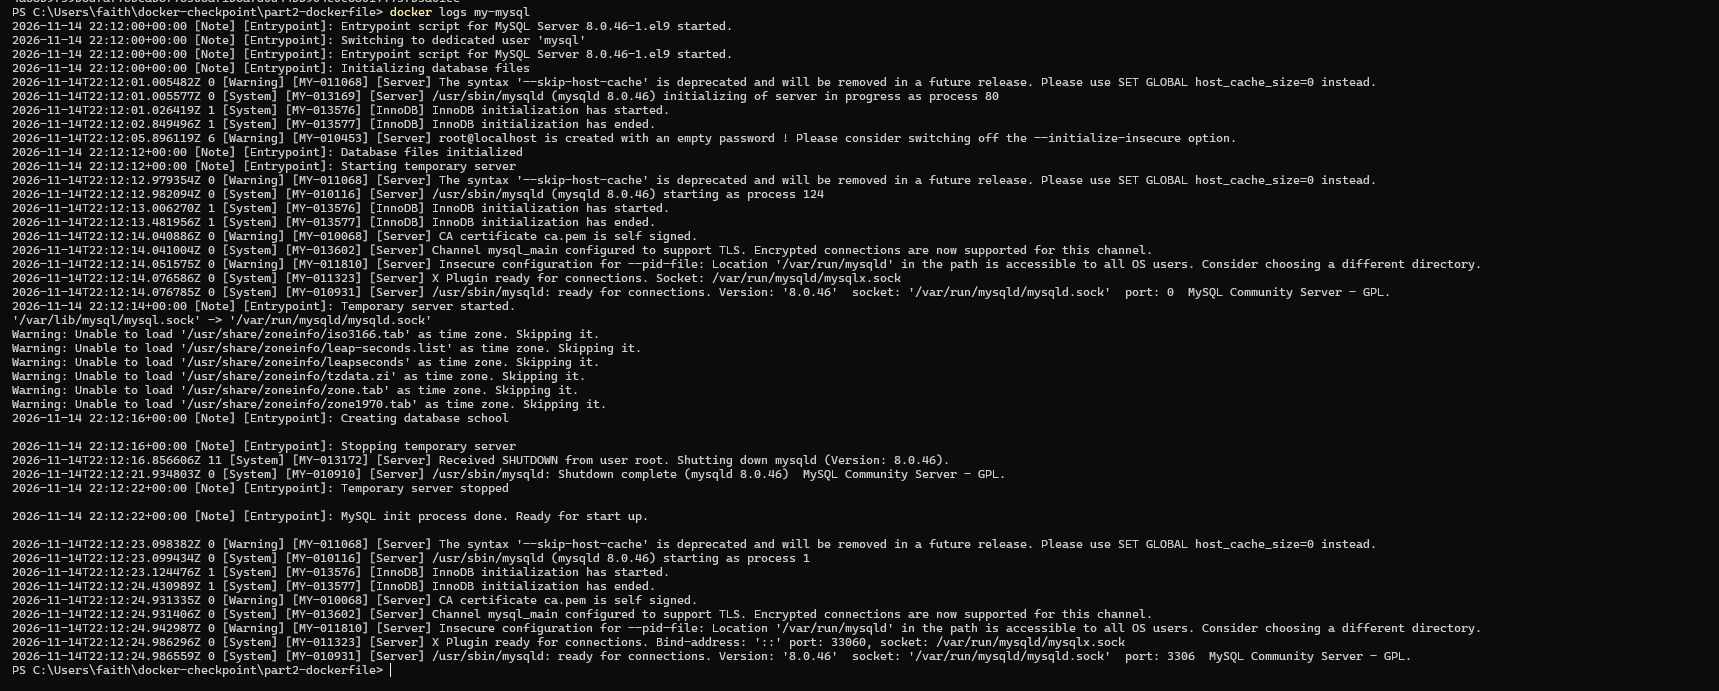 PS C:\Users\faith\docker-checkpoint\part2-dockerfile> docker logs my-mysql
2026-11-14 22:12:00+00:00 [Note] [Entrypoint]: Entrypoint script for MySQL Server 8.0.46-1.el9 started.
2026-11-14 22:12:00+00:00 [Note] [Entrypoint]: Switching to dedicated user 'mysql'
2026-11-14 22:12:00+00:00 [Note] [Entrypoint]: Entrypoint script for MySQL Server 8.0.46-1.el9 started.
2026-11-14 22:12:00+00:00 [Note] [Entrypoint]: Initializing database files
2026-11-14T22:12:01.005482Z 0 [Warning] [MY-011068] [Server] The syntax '--skip-host-cache' is deprecated and will be removed in a future release. Please use SET GLOBAL host_cache_size=0 instead.
2026-11-14T22:12:01.005577Z 0 [System] [MY-013169] [Server] /usr/sbin/mysqld (mysqld 8.0.46) initializing of server in progress as process 80
2026-11-14T22:12:01.026419Z 1 [System] [MY-013576] [InnoDB] InnoDB initialization has started.
2026-11-14T22:12:02.849496Z 1 [System] [MY-013577] [InnoDB] InnoDB initialization has ended.
2026-11-14T22:12:05.896119Z 6 [Warning] [MY-010453] [Server] root@localhost is created with an empty password ! Please consider switching off the --initialize-insecure option.
2026-11-14 22:12:12+00:00 [Note] [Entrypoint]: Database files initialized
2026-11-14 22:12:12+00:00 [Note] [Entrypoint]: Starting temporary server
2026-11-14T22:12:12.979354Z 0 [Warning] [MY-011068] [Server] The syntax '--skip-host-cache' is deprecated and will be removed in a future release. Please use SET GLOBAL host_cache_size=0 instead.
2026-11-14T22:12:12.982094Z 0 [System] [MY-010116] [Server] /usr/sbin/mysqld (mysqld 8.0.46) starting as process 124
2026-11-14T22:12:13.006270Z 1 [System] [MY-013576] [InnoDB] InnoDB initialization has started.
2026-11-14T22:12:13.481956Z 1 [System] [MY-013577] [InnoDB] InnoDB initialization has ended.
2026-11-14T22:12:14.040886Z 0 [Warning] [MY-010068] [Server] CA certificate ca.pem is self signed.
2026-11-14T22:12:14.041004Z 0 [System] [MY-013602] [Server] Channel mysql_main configured to support TLS. Encrypted connections are now supported for this channel.
2026-11-14T22:12:14.051575Z 0 [Warning] [MY-011810] [Server] Insecure configuration for --pid-file: Location '/var/run/mysqld' in the path is accessible to all OS users. Consider choosing a different directory.
2026-11-14T22:12:14.076586Z 0 [System] [MY-011323] [Server] X Plugin ready for connections. Socket: /var/run/mysqld/mysqlx.sock
2026-11-14T22:12:14.076785Z 0 [System] [MY-010931] [Server] /usr/sbin/mysqld: ready for connections. Version: '8.0.46'  socket: '/var/run/mysqld/mysqld.sock'  port: 0  MySQL Community Server - GPL.
2026-11-14 22:12:14+00:00 [Note] [Entrypoint]: Temporary server started.
'/var/lib/mysql/mysql.sock' -> '/var/run/mysqld/mysqld.sock'
Warning: Unable to load '/usr/share/zoneinfo/iso3166.tab' as time zone. Skipping it.
Warning: Unable to load '/usr/share/zoneinfo/leap-seconds.list' as time zone. Skipping it.
Warning: Unable to load '/usr/share/zoneinfo/leapseconds' as time zone. Skipping it.
Warning: Unable to load '/usr/share/zoneinfo/tzdata.zi' as time zone. Skipping it.
Warning: Unable to load '/usr/share/zoneinfo/zone.tab' as time zone. Skipping it.
Warning: Unable to load '/usr/share/zoneinfo/zone1970.tab' as time zone. Skipping it.
2026-11-14 22:12:16+00:00 [Note] [Entrypoint]: Creating database school
2026-11-14 22:12:16+00:00 [Note] [Entrypoint]: Stopping temporary server
2026-11-14T22:12:16.856606Z 11 [System] [MY-013172] [Server] Received SHUTDOWN from user root. Shutting down mysqld (Version: 8.0.46).
2026-11-14T22:12:21.934803Z 0 [System] [MY-010910] [Server] /usr/sbin/mysqld: Shutdown complete (mysqld 8.0.46)  MySQL Community Server - GPL.
2026-11-14 22:12:22+00:00 [Note] [Entrypoint]: Temporary server stopped
2026-11-14 22:12:22+00:00 [Note] [Entrypoint]: MySQL init process done. Ready for start up.
2026-11-14T22:12:23.098382Z 0 [Warning] [MY-011068] [Server] The syntax '--skip-host-cache' is deprecated and will be removed in a future release. Please use SET GLOBAL host_cache_size=0 instead.
2026-11-14T22:12:23.099434Z 0 [System] [MY-010116] [Server] /usr/sbin/mysqld (mysqld 8.0.46) starting as process 1
2026-11-14T22:12:23.124476Z 1 [System] [MY-013576] [InnoDB] InnoDB initialization has started.
2026-11-14T22:12:24.430989Z 1 [System] [MY-013577] [InnoDB] InnoDB initialization has ended.
2026-11-14T22:12:24.931335Z 0 [Warning] [MY-010068] [Server] CA certificate ca.pem is self signed.
2026-11-14T22:12:24.931406Z 0 [System] [MY-013602] [Server] Channel mysql_main configured to support TLS. Encrypted connections are now supported for this channel.
2026-11-14T22:12:24.942987Z 0 [Warning] [MY-011810] [Server] Insecure configuration for --pid-file: Location '/var/run/mysqld' in the path is accessible to all OS users. Consider choosing a different directory.
2026-11-14T22:12:24.986296Z 0 [System] [MY-011323] [Server] X Plugin ready for connections. Bind-address: '::' port: 33060, socket: /var/run/mysqld/mysqlx.sock
2026-11-14T22:12:24.986559Z 0 [System] [MY-010931] [Server] /usr/sbin/mysqld: ready for connections. Version: '8.0.46'  socket: '/var/run/mysqld/mysqld.sock'  port: 3306  MySQL Community Server - GPL.
PS C:\Users\faith\docker-checkpoint\part2-dockerfile>